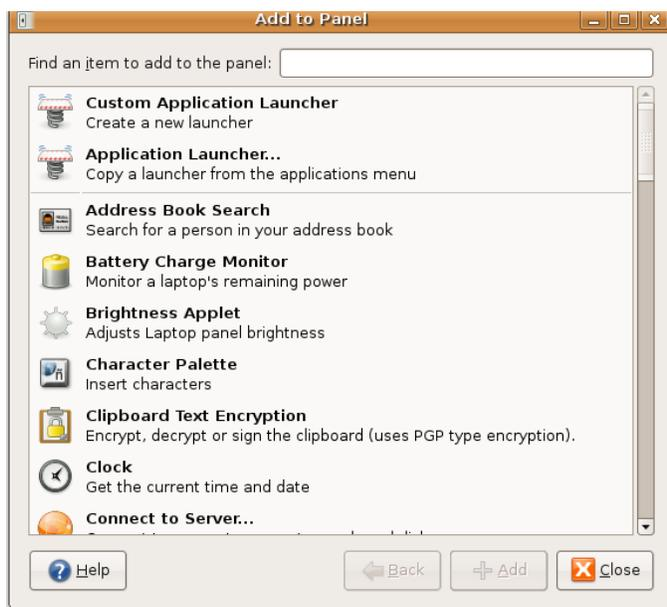 Add to Panel
Find an item to add to the panel:
Custom Application Launcher
Create a new launcher
Application Launcher...
Copy a launcher from the applications menu
Address Book Search
Search for a person in your address book
Battery Charge Monitor
Monitor a laptop's remaining power
Brightness Applet
Adjusts Laptop panel brightness
Character Palette
Insert characters
Clipboard Text Encryption
Encrypt, decrypt or sign the clipboard (uses PGP type encryption).
Clock
Get the current time and date
Connect to Server...
Help
Back
Add
Close